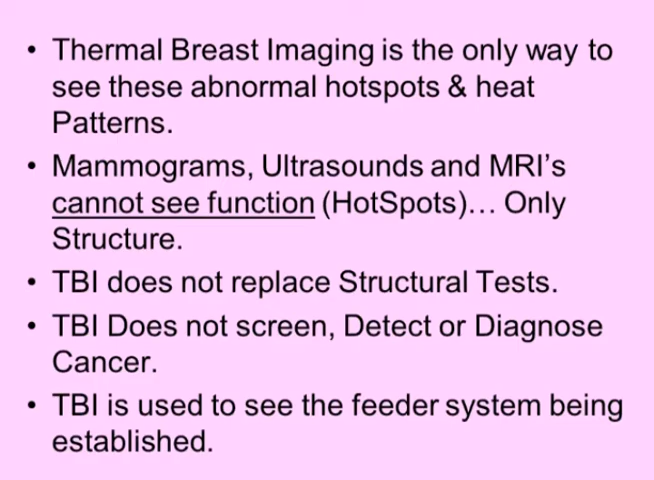 • Thermal Breast Imaging is the only way to
see these abnormal hotspots & heat
Patterns.
• Mammograms, Ultrasounds and MRI's
cannot see function (HotSpots)… Only
Structure.
• TBI does not replace Structural Tests.
• TBI Does not screen, Detect or Diagnose
Cancer.
• TBI is used to see the feeder system being
established.